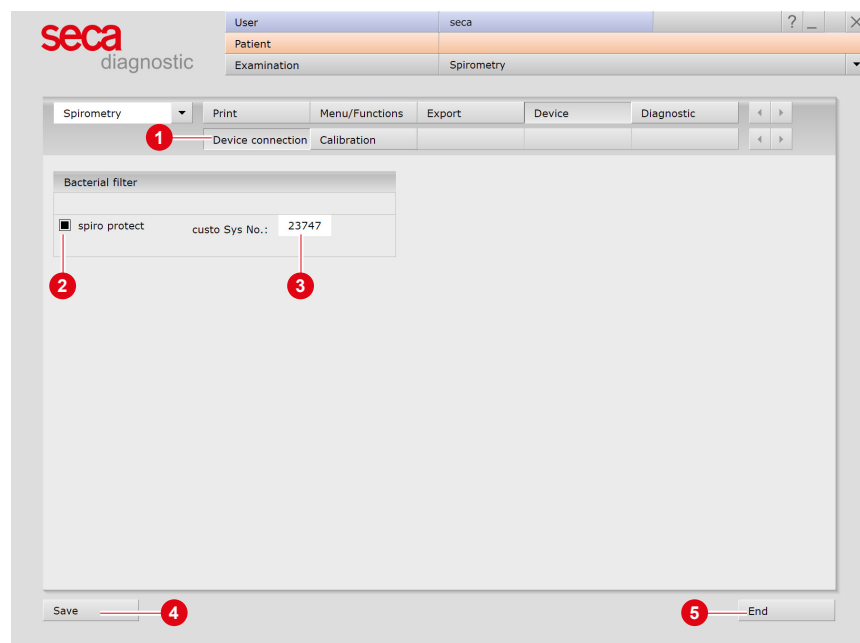 seca
diagnostic
User seca ?
Patient
Examination Spirometry
Spirometry Print Menu/Functions Export Device Diagnostic
1 Device connection Calibration
Bacterial filter
spiro protect custo Sys No.: 23747
2 3
Save 4 5 End